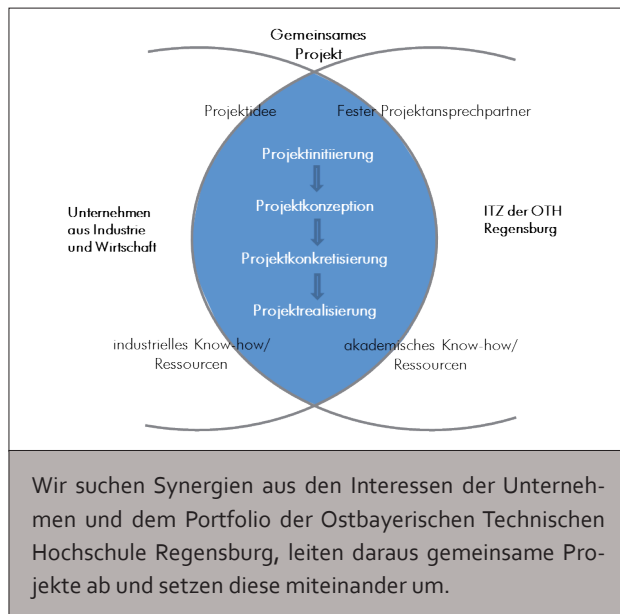 Gemeinsames
Projekt
Projektidee
Fester Projektansprechpartner
Projektinitiierung
Projektkonzeption
Unternehmen
aus Industrie
und Wirtschaft
ITZ der OTH
Regensburg
Projektkonkretisierung
Projektrealisierung
industrielles Know-how/
Ressourcen
akademisches Know-how/
Ressourcen
Wir suchen Synergien aus den Interessen der Unterneh-
men und dem Portfolio der Ostbayerischen Technischen
Hochschule Regensburg, leiten daraus gemeinsame Pro-
jekte ab und setzen diese miteinander um.